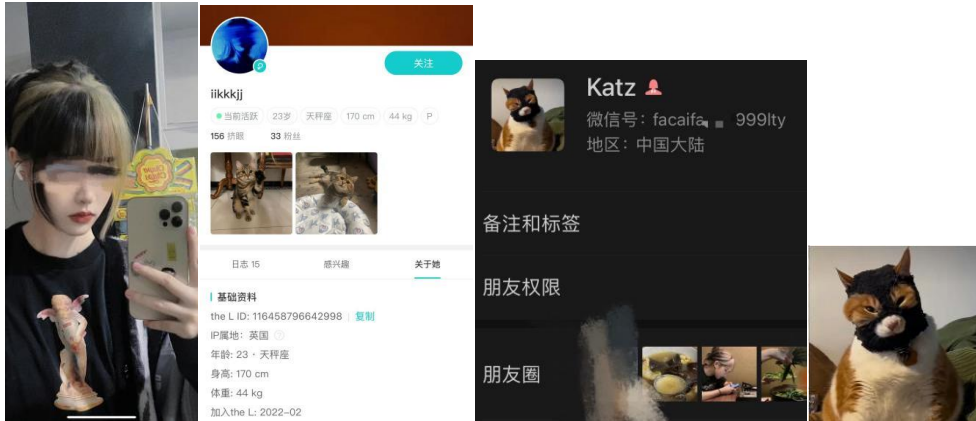 关注
iikkkjj
当前活跃 23岁 天秤座 170 cm 44 kg P
156 挤眼 33 粉丝
日志 15 感兴趣 关于她
基础资料
the L ID: 116458796642998 | 复制
IP属地: 英国
年龄: 23 · 天秤座
身高: 170 cm
体重: 44 kg
加入the L: 2022-02
Katz
微信号: facaifa 999lty
地区: 中国大陆
备注和标签
朋友权限
朋友圈